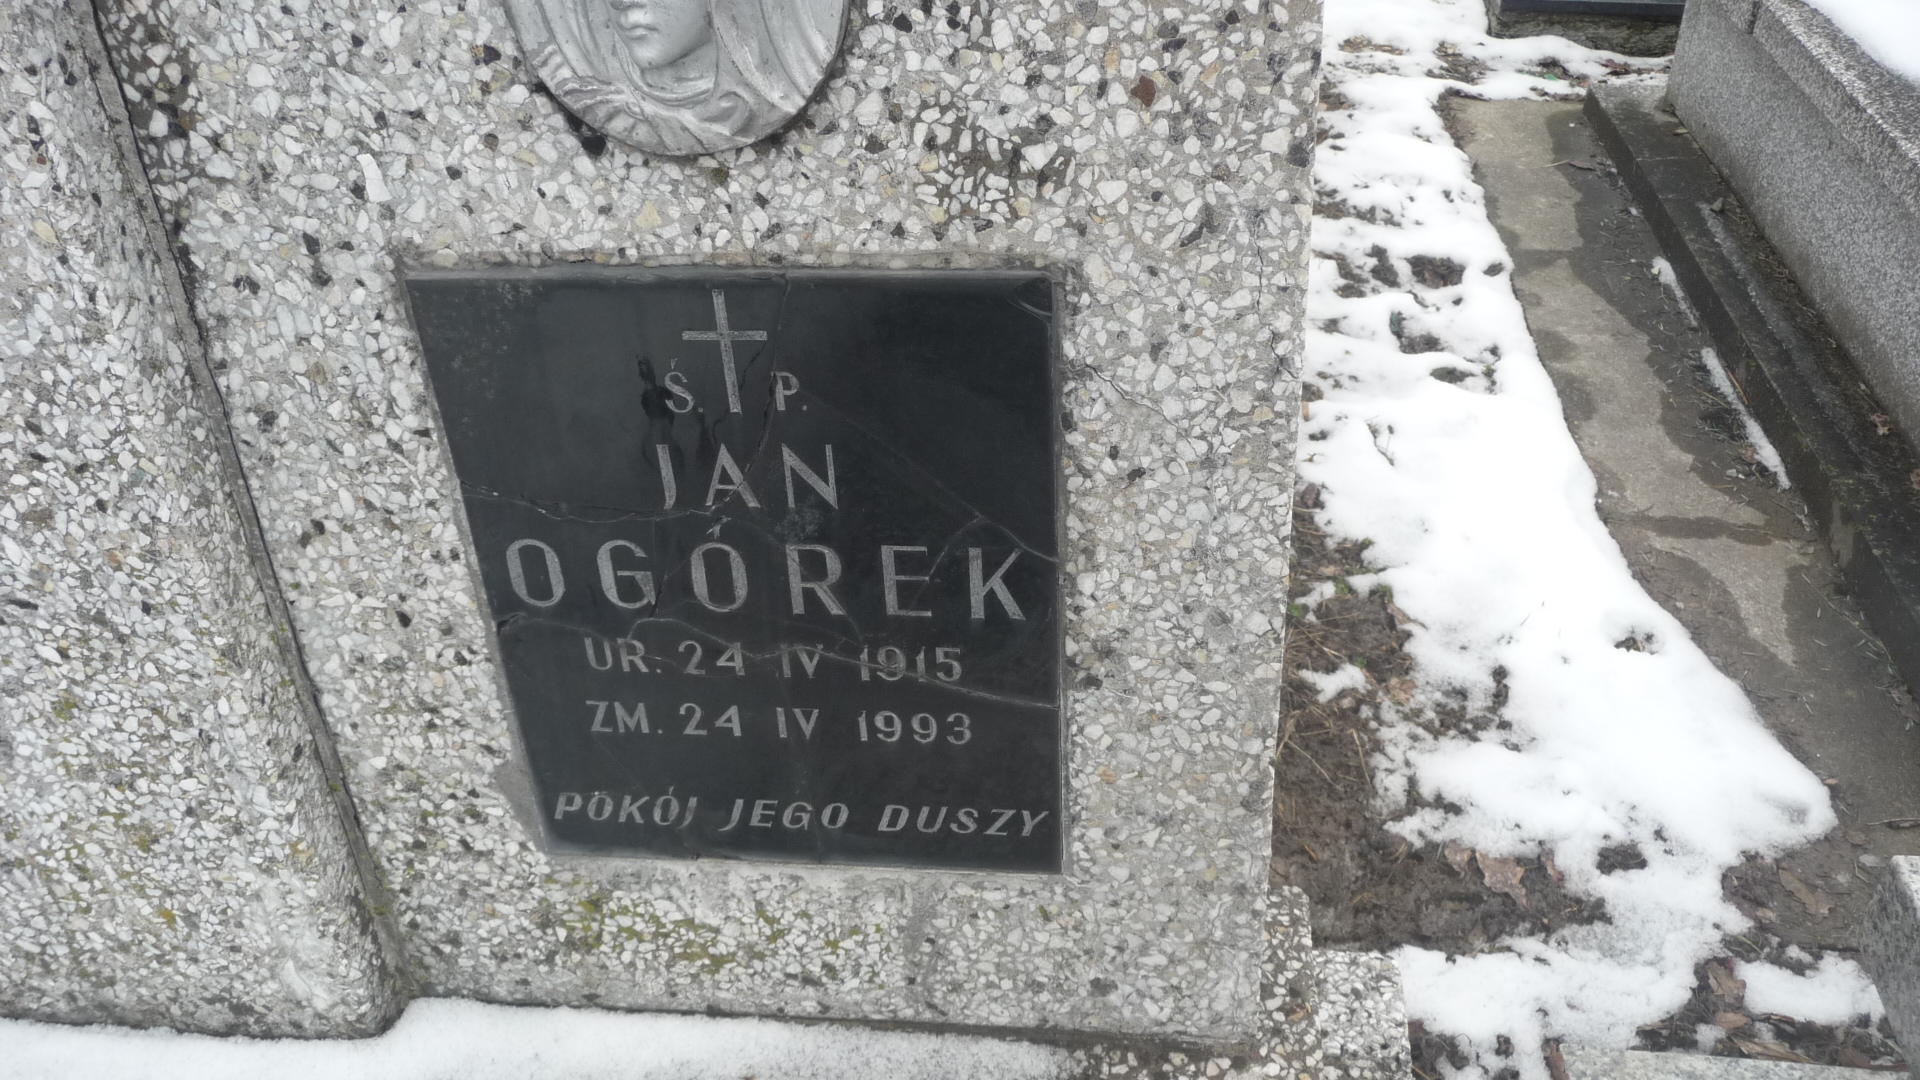 Ś. P.
JAN
OGÓREK
UR. 24 IV 1915
ZM. 24 IV 1993
POKÓJ JEGO DUSZY